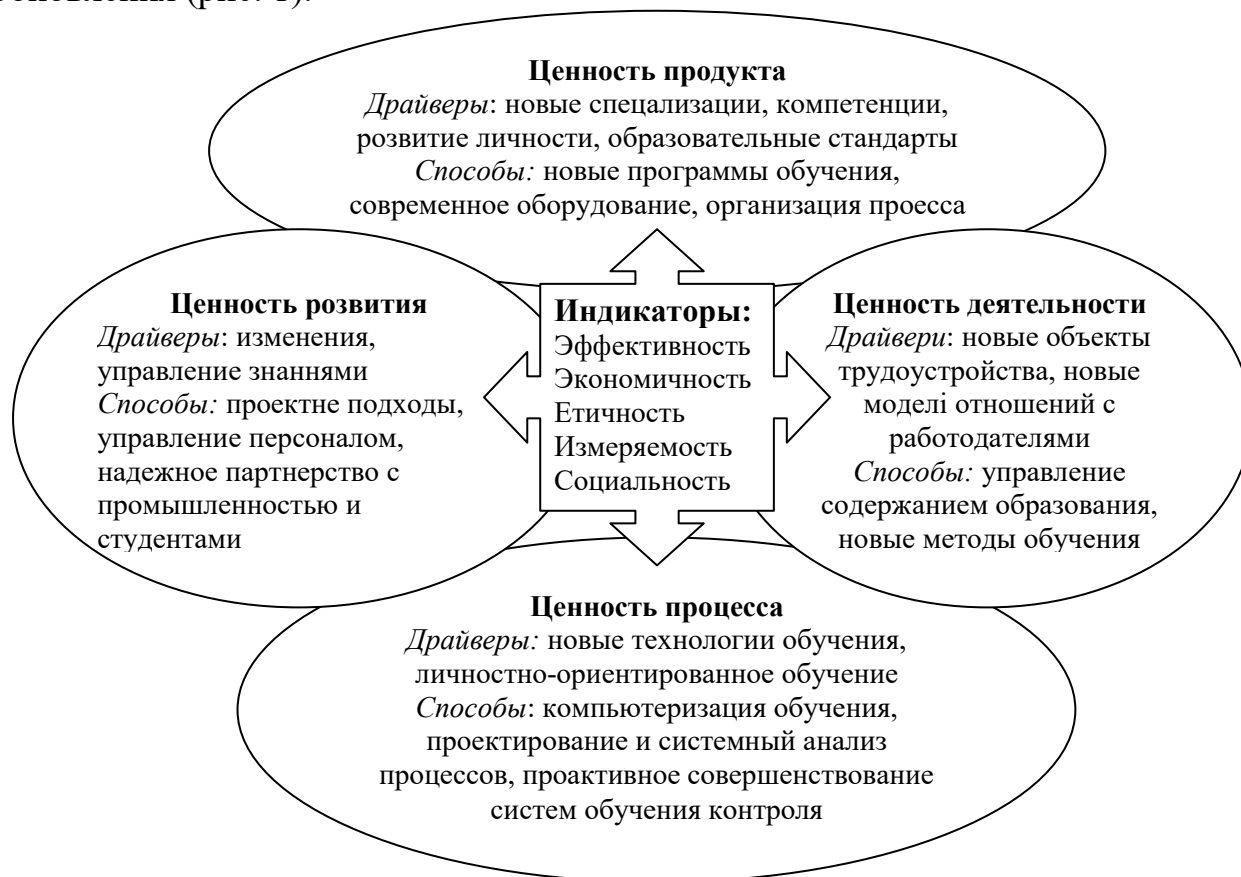 (рис. 1).
Ценность продукта
Драйверы: новые спецализации, компетенции,
розвитие личности, образовательные стандарты
Способы: новые программы обучения,
современное оборудование, организация проесса
Ценность розвития
Драйверы: изменения,
управление знаннями
Способы: проектне подходы,
управление персоналом,
надежное партнерство с
промышленностью и
студентами
Индикаторы:
Эффективность
Экономичность
Етичность
Измеряемость
Социальность
Ценность деятельности
Драйвери: новые объекты
трудоустройства, новые
моделі отношений с
работодателями
Способы: управление
содержанием образования,
новые методы обучения
Ценность процесса
Драйверы: новые технологии обучения,
личностно-ориентированное обучение
Способы: компьютеризация обучения,
проектирование и системный анализ
процессов, проактивное совершенствование
систем обучения контроля